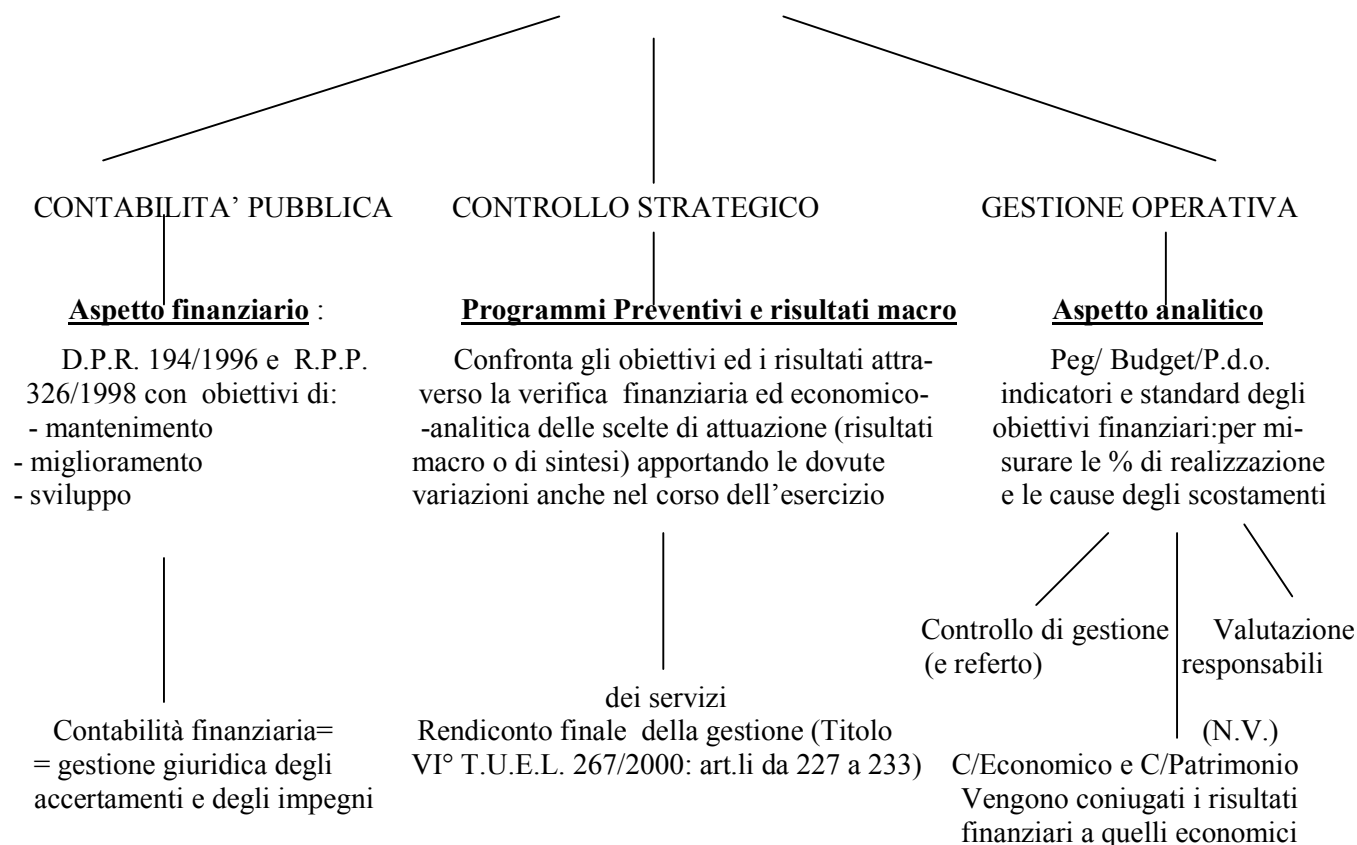 CONTABILITA’ PUBBLICA
CONTROLLO STRATEGICO
GESTIONE OPERATIVA
Aspetto finanziario :
D.P.R. 194/1996 e R.P.P.
326/1998 con obiettivi di:
- mantenimento
- miglioramento
- sviluppo
Programmi Preventivi e risultati macro
Confronta gli obiettivi ed i risultati attra-
verso la verifica finanziaria ed economico-
-analitica delle scelte di attuazione (risultati
macro o di sintesi) apportando le dovute
variazioni anche nel corso dell’esercizio
Aspetto analitico
Peg/ Budget/P.d.o.
indicatori e standard degli
obiettivi finanziari:per mi-
surare le % di realizzazione
e le cause degli scostamenti
Controllo di gestione
(e referto)
Valutazione
responsabili
Contabilità finanziaria=
= gestione giuridica degli
accertamenti e degli impegni
dei servizi
Rendiconto finale della gestione (Titolo
VI° T.U.E.L. 267/2000: art.li da 227 a 233)
(N.V.)
C/Economico e C/Patrimonio
Vengono coniugati i risultati
finanziari a quelli economici